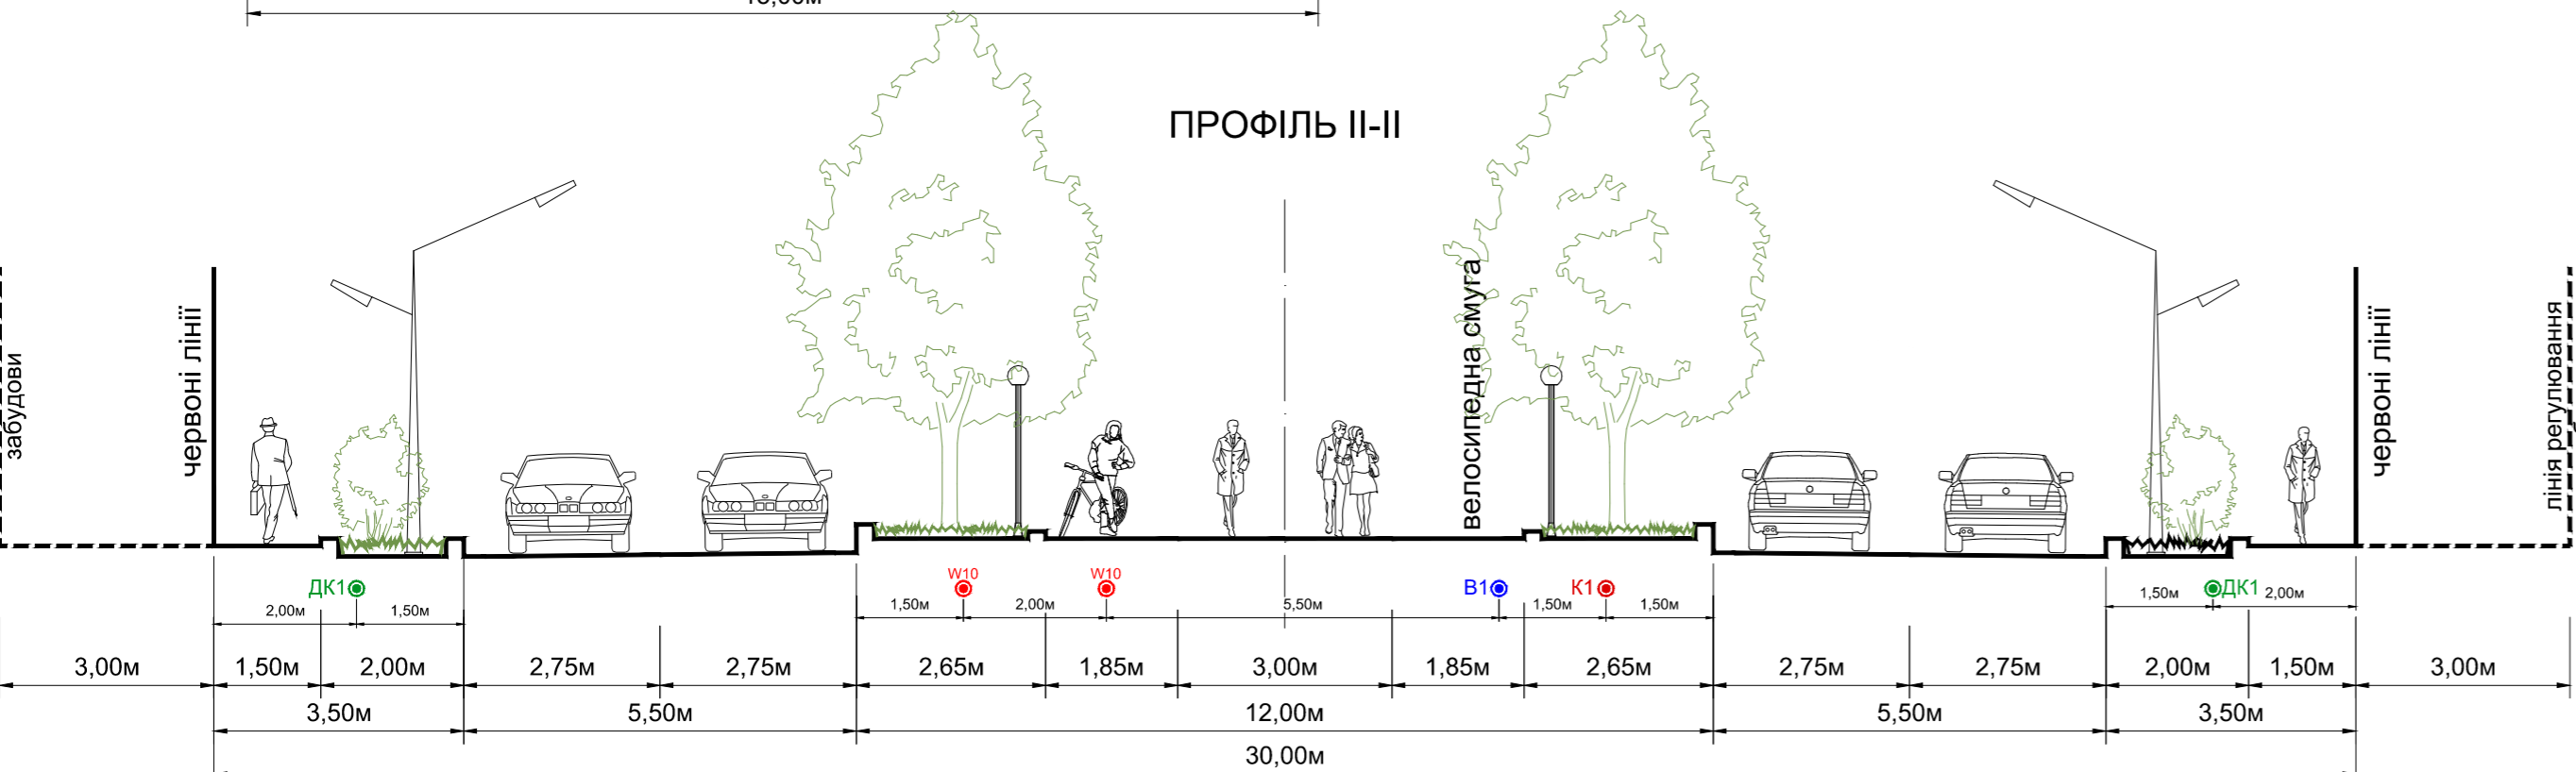 ПРОФІЛЬ II-II
забудови
червоні лінії
велосипедна смуга
червоні лінії
лінія регулювання
ДК1
W10
W10
В1
К1
ДК1
2,00м
1,50м
1,50м
2,00м
5,50м
1,50м
1,50м
1,50м
2,00м
3,00м
1,50м
2,00м
2,75м
2,75м
2,65м
1,85м
3,00м
1,85м
2,65м
2,75м
2,75м
2,00м
1,50м
3,00м
3,50м
5,50м
12,00м
5,50м
3,50м
30,00м